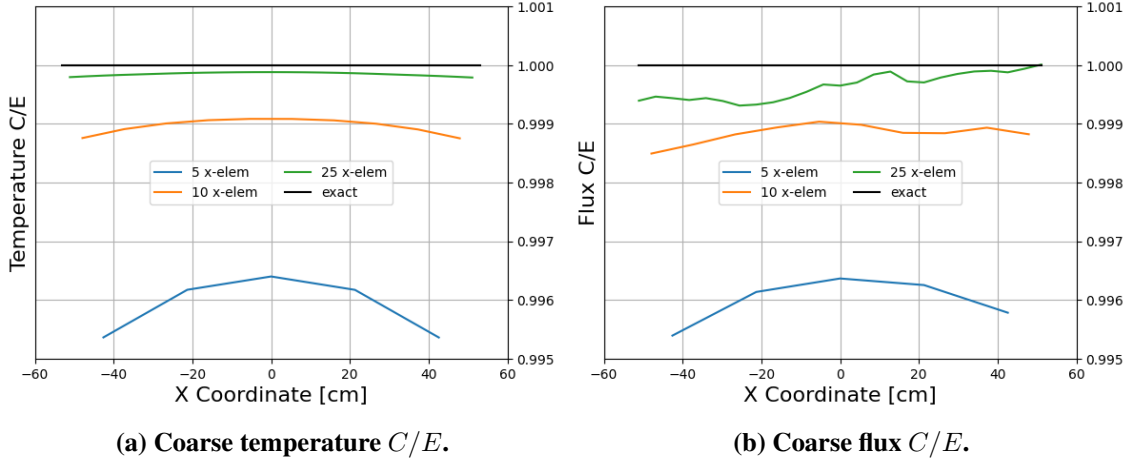 1.001
1.000
0.999
0.998
0.997
0.996
0.995
Temperature C/E
5 x-elem
10 x-elem
25 x-elem
exact
−60 −40 −20 0 20 40 60
X Coordinate [cm]
(a) Coarse temperature C/E.
1.001
1.000
0.999
0.998
0.997
0.996
0.995
Flux C/E
5 x-elem
10 x-elem
25 x-elem
exact
−60 −40 −20 0 20 40 60
X Coordinate [cm]
(b) Coarse flux C/E.